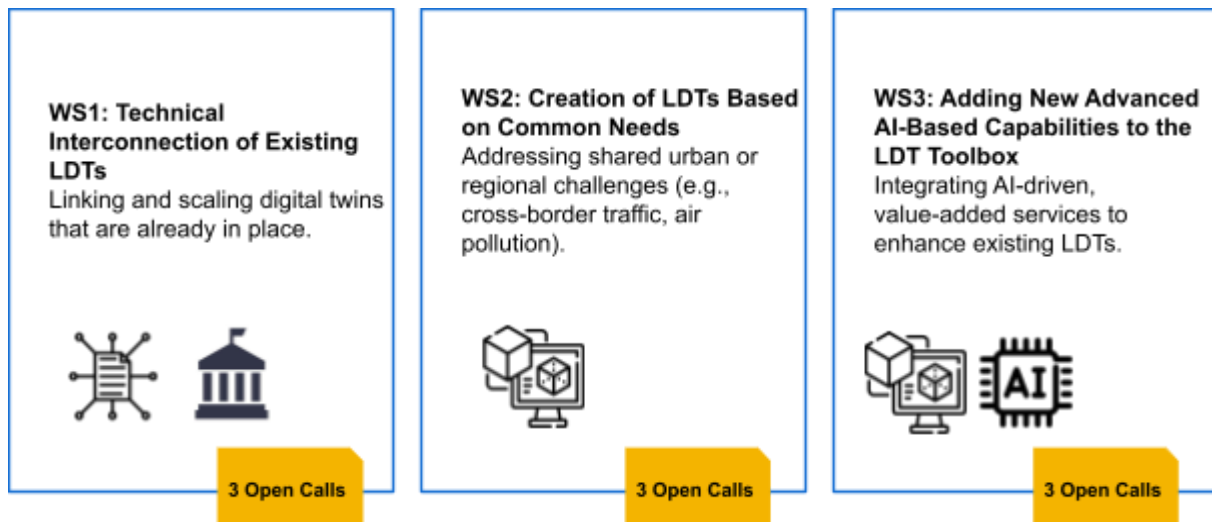 WS1: Technical
Interconnection of Existing
LDTs
Linking and scaling digital twins
that are already in place.
3 Open Calls
WS2: Creation of LDTs Based
on Common Needs
Addressing shared urban or
regional challenges (e.g.,
cross-border traffic, air
pollution).
3 Open Calls
WS3: Adding New Advanced
AI-Based Capabilities to the
LDT Toolbox
Integrating AI-driven,
value-added services to
enhance existing LDTs.
AI
3 Open Calls